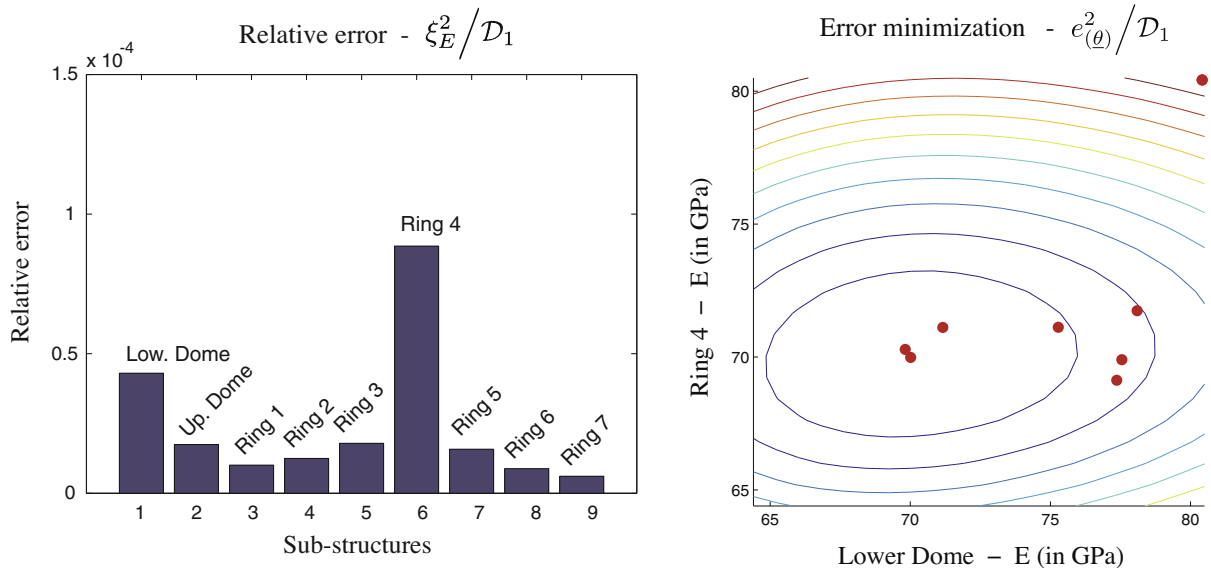 Relative error - ξ_E^2/𝒟_1
x 10^-4
1.5
1
0.5
0
Relative error
Low. Dome
Up. Dome
Ring 1
Ring 2
Ring 3
Ring 4
Ring 5
Ring 6
Ring 7
1 2 3 4 5 6 7 8 9
Sub-structures
Error minimization - e_(θ)^2/𝒟_1
80
75
70
65
Ring 4 – E (in GPa)
65 70 75 80
Lower Dome – E (in GPa)